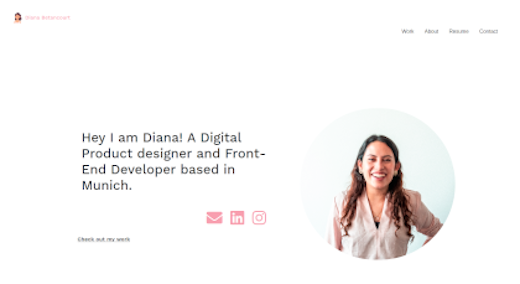 Diana Betancourt
Work About Resume Contact
Hey I am Diana! A Digital
Product designer and Front-
End Developer based in
Munich.
Check out my work